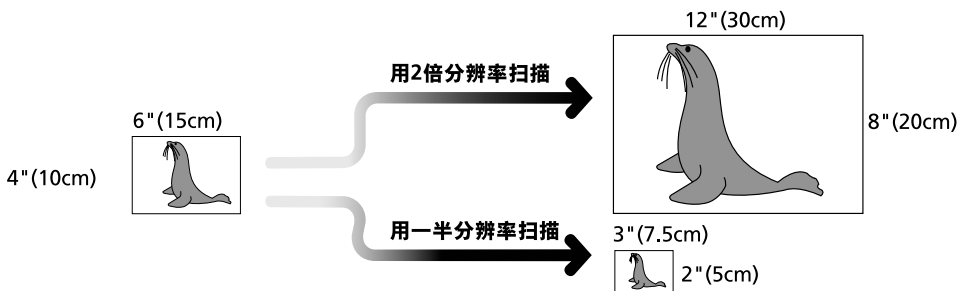 12"(30cm)
用2倍分辨率扫描
6"(15cm)
8"(20cm)
4"(10cm)
用一半分辨率扫描
3"(7.5cm)
2"(5cm)